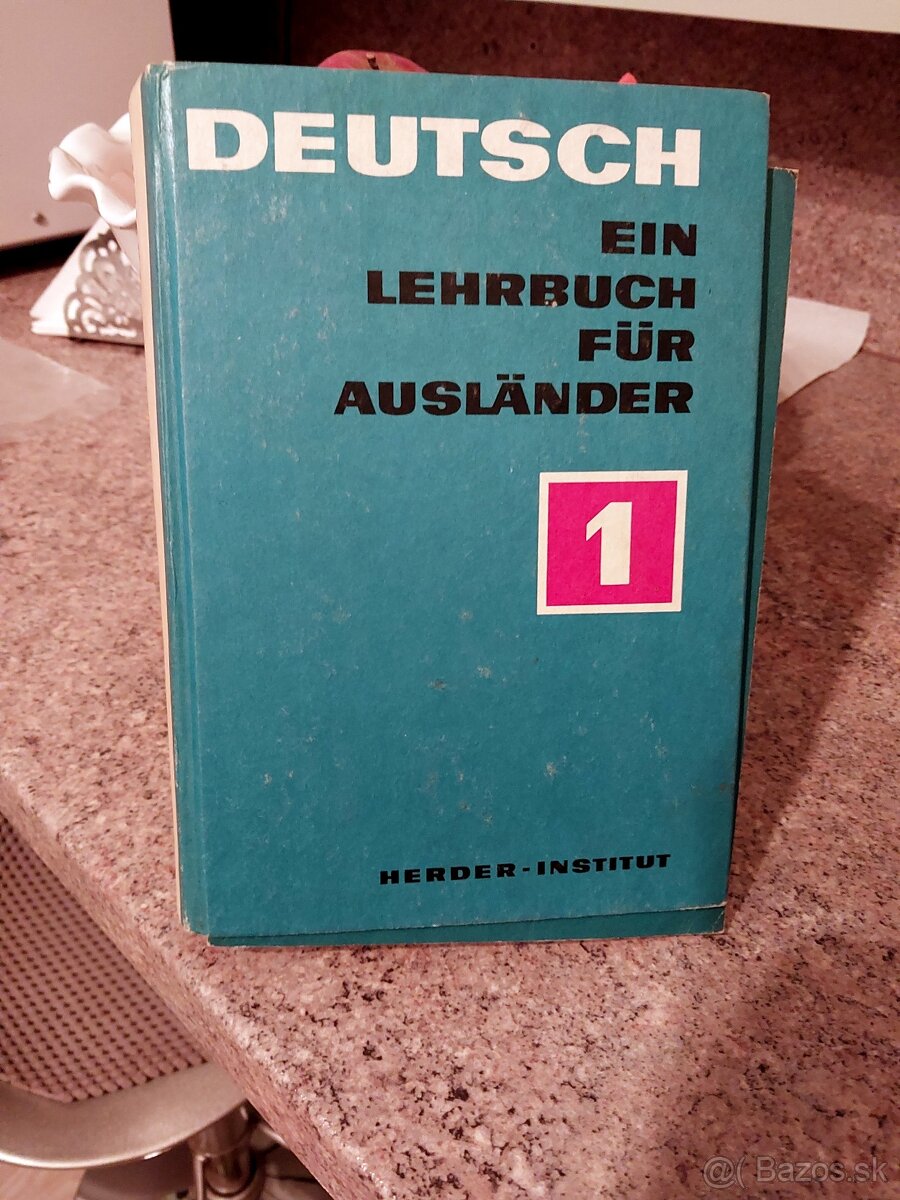 DEUTSCH
EIN
LEHRBUCH
FÜR
AUSLÄNDER
1
HERDER-INSTITUT
@( Bazos.sk